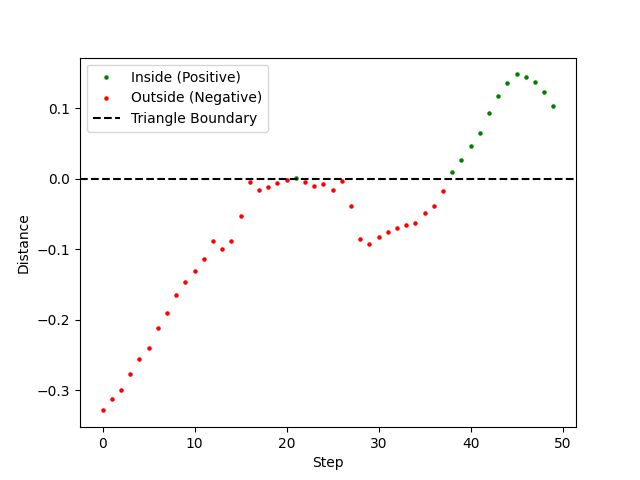 Inside (Positive)
Outside (Negative)
Triangle Boundary
0.1
0.0
−0.1
−0.2
−0.3
Distance
0 10 20 30 40 50
Step